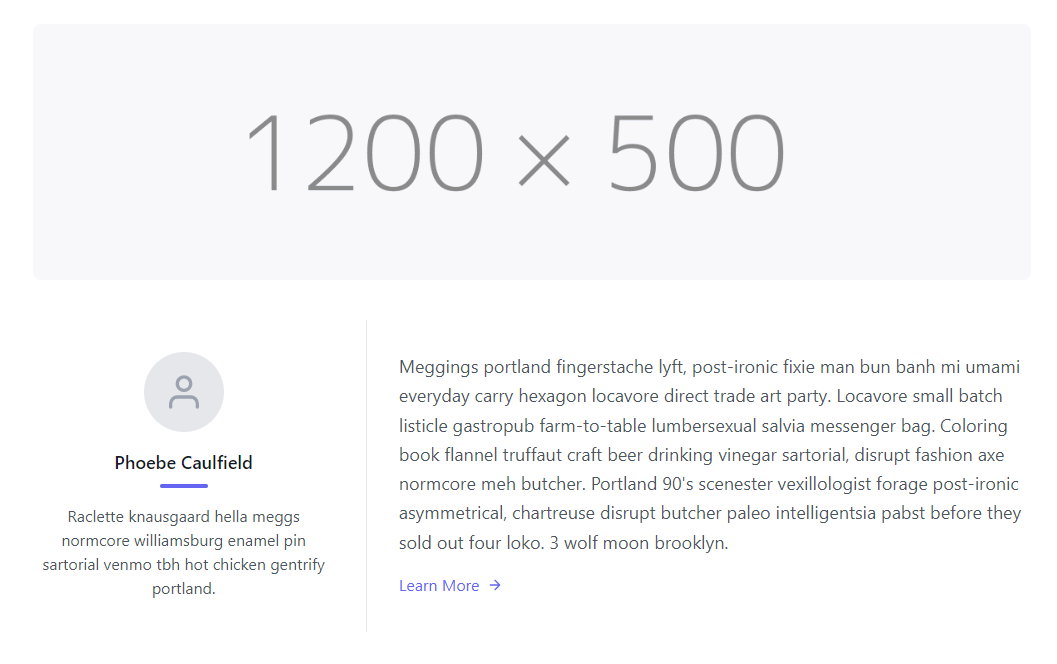 1200 × 500
Phoebe Caulfield
Raclette knausgaard hella meggs
normcore williamsburg enamel pin
sartorial venmo tbh hot chicken gentrify
portland.
Meggings portland fingerstache lyft, post-ironic fixie man bun banh mi umami
everyday carry hexagon locavore direct trade art party. Locavore small batch
listicle gastropub farm-to-table lumbersexual salvia messenger bag. Coloring
book flannel truffaut craft beer drinking vinegar sartorial, disrupt fashion axe
normcore meh butcher. Portland 90's scenester vexillologist forage post-ironic
asymmetrical, chartreuse disrupt butcher paleo intelligentsia pabst before they
sold out four loko. 3 wolf moon brooklyn.
Learn More →